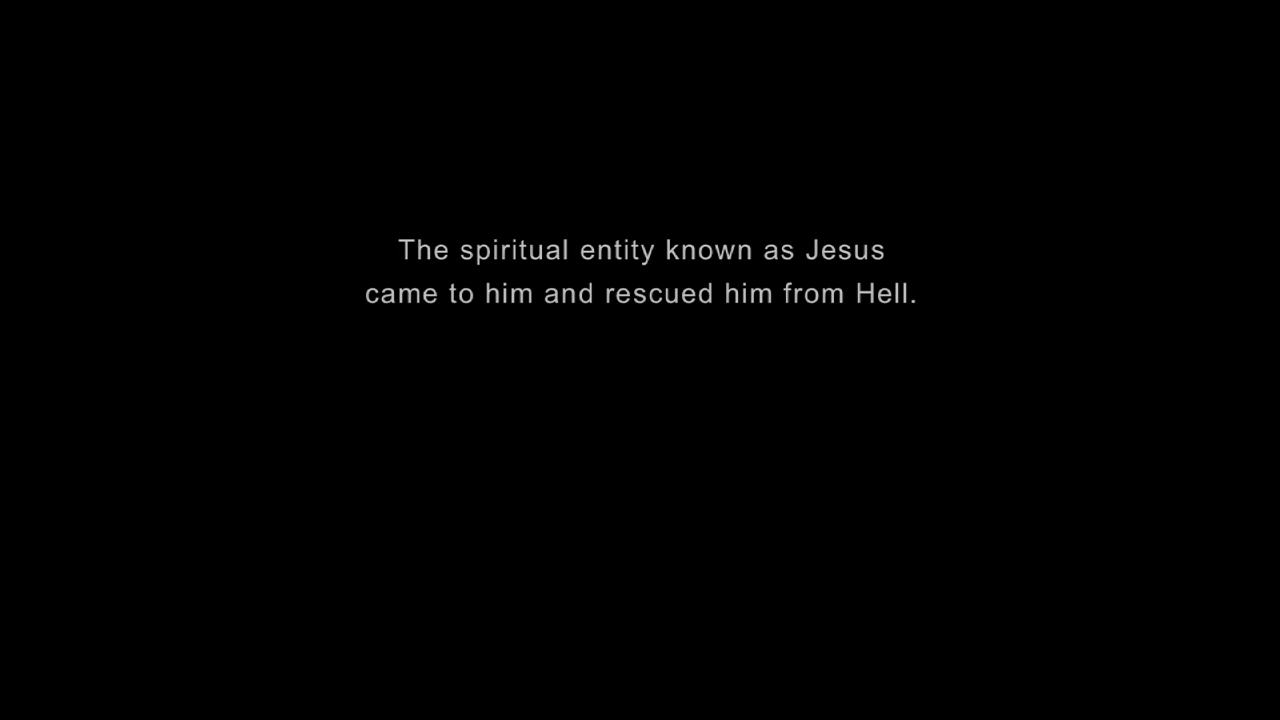 The spiritual entity known as Jesus
came to him and rescued him from Hell.